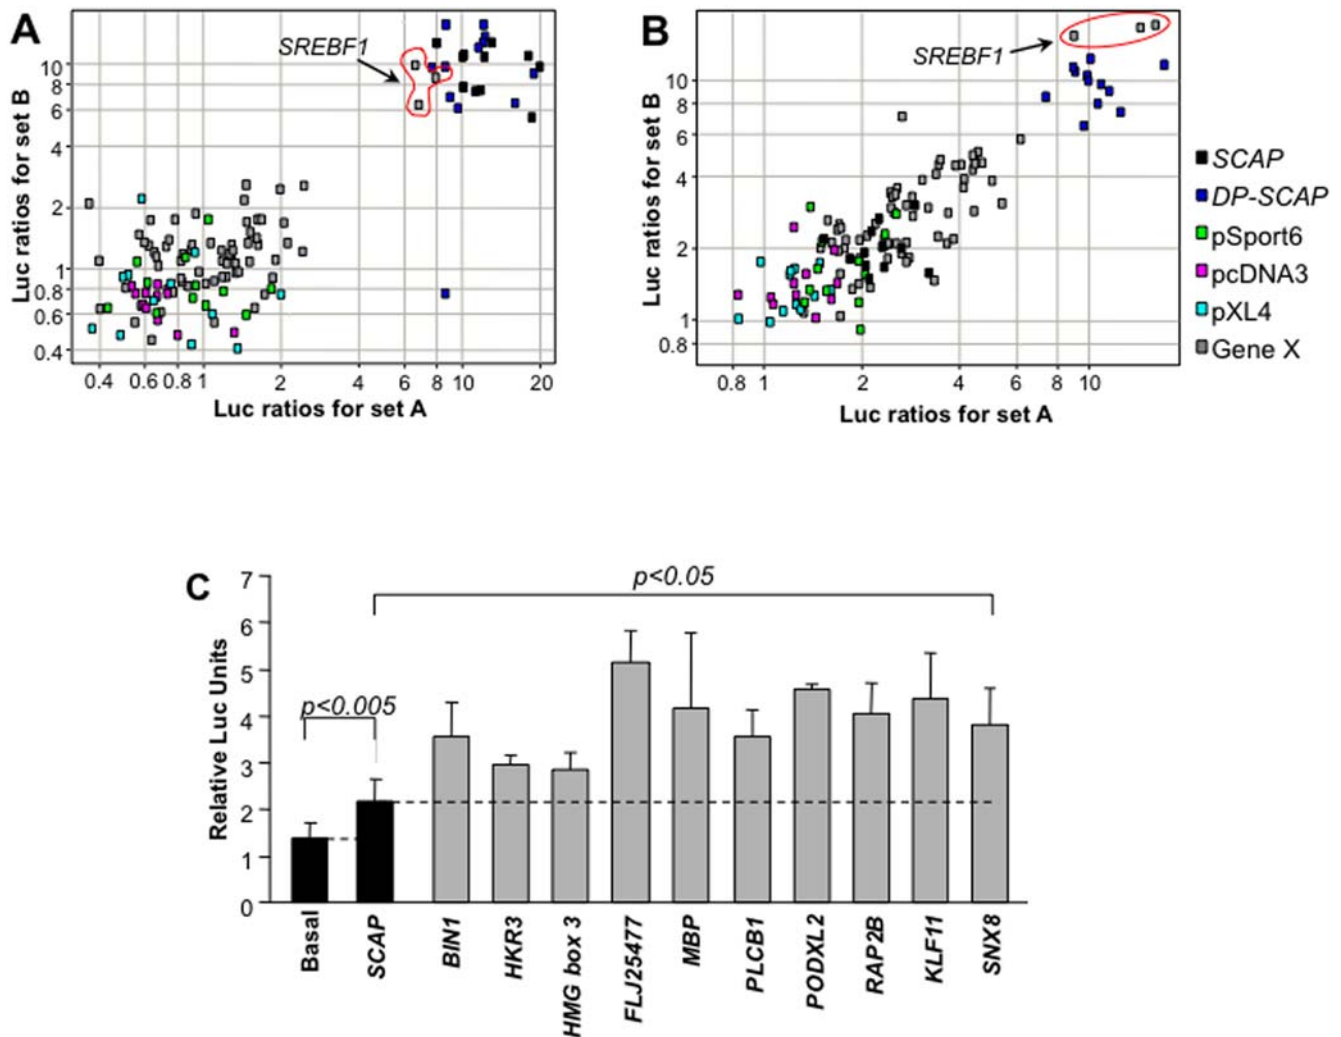 A
SREBF1
Luc ratios for set B
10
8
6
4
2
1
0.8
0.6
0.4
0.4 0.6 0.8 1 2 4 6 8 10 20
Luc ratios for set A
B
SREBF1
Luc ratios for set B
10
8
6
4
2
1
0.8
0.8 1 2 4 6 8 10
Luc ratios for set A
SCAP
DP-SCAP
pSport6
pcDNA3
pXL4
Gene X
C
p<0.05
p<0.005
Relative Luc Units
7
6
5
4
3
2
1
0
Basal
SCAP
BIN1
HKR3
HMG box 3
FLJ25477
MBP
PLCB1
PODXL2
RAP2B
KLF11
SNX8